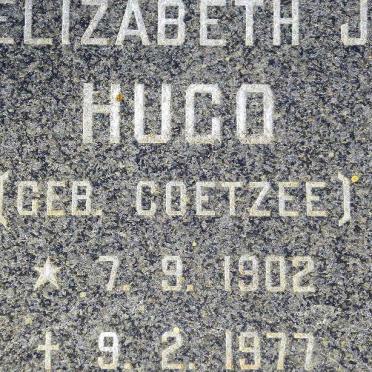 ELIZABETH J
HUGO
(GEB. COETZEE)
★ 7. 9. 1902
✝ 9. 2. 1977